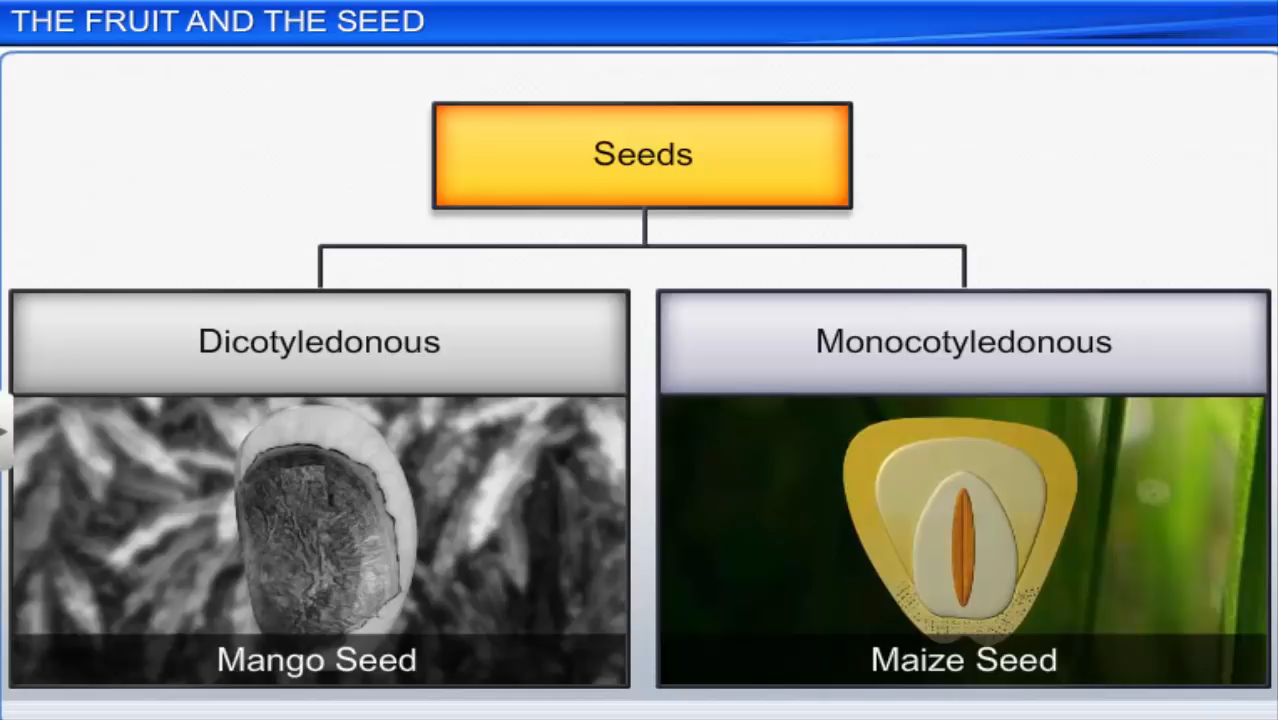 THE FRUIT AND THE SEED
Seeds
Dicotyledonous
Monocotyledonous
Mango Seed
Maize Seed